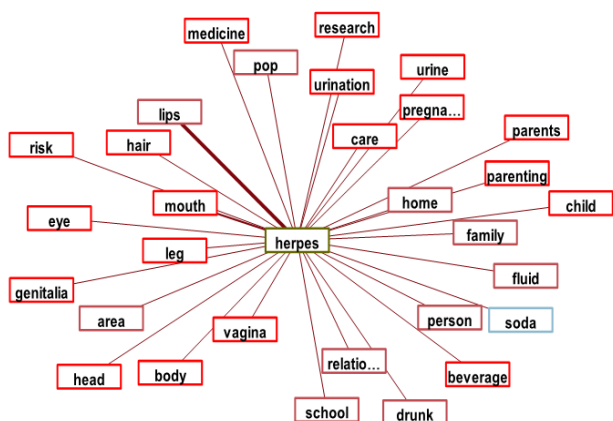 research
medicine
pop
urine
urination
pregna...
lips
parents
care
hair
risk
parenting
mouth
home
child
eye
family
herpes
leg
fluid
genitalia
area
person
soda
vagina
relatio...
body
head
beverage
school
drunk